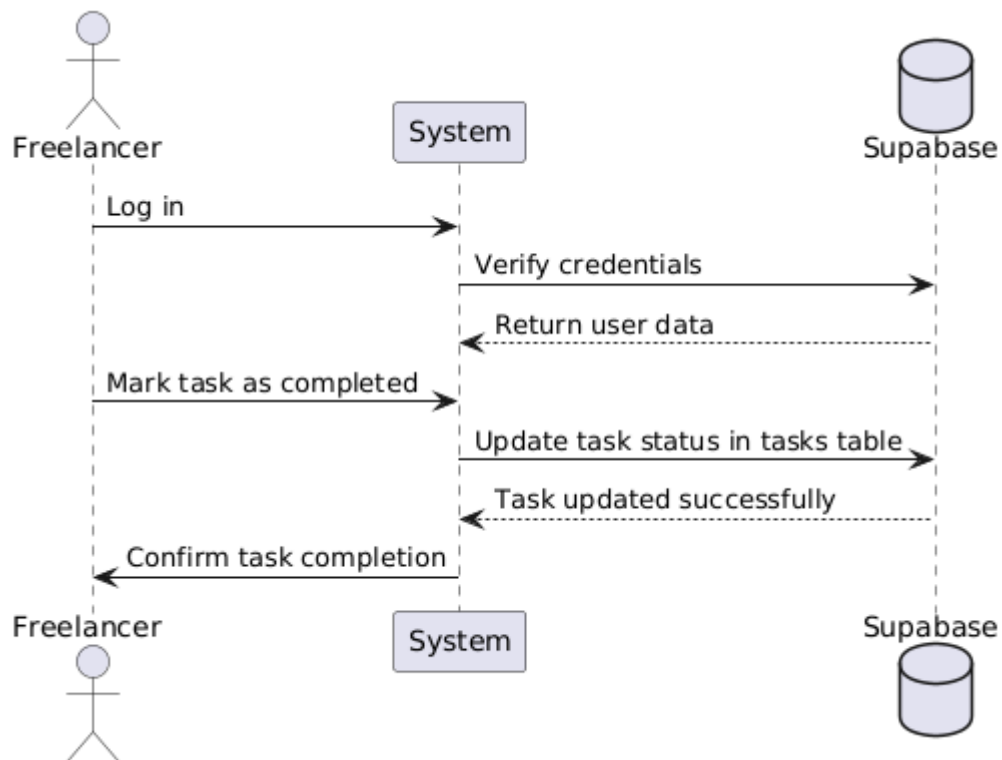 Freelancer
System
Supabase
Log in
Verify credentials
Return user data
Mark task as completed
Update task status in tasks table
Task updated successfully
Confirm task completion
Freelancer
System
Supabase